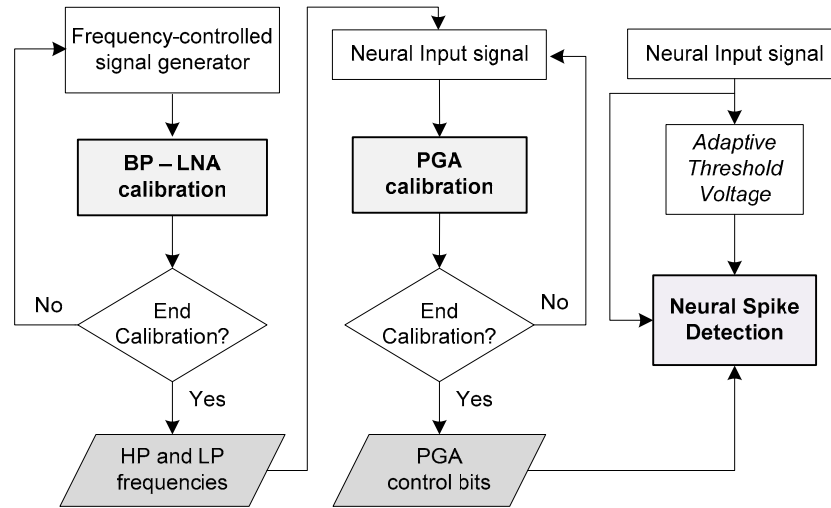 Frequency-controlled
signal generator
BP – LNA
calibration
No
End
Calibration?
Yes
HP and LP
frequencies
Neural Input signal
PGA
calibration
End
Calibration?
No
Yes
PGA
control bits
Neural Input signal
Adaptive
Threshold
Voltage
Neural Spike
Detection